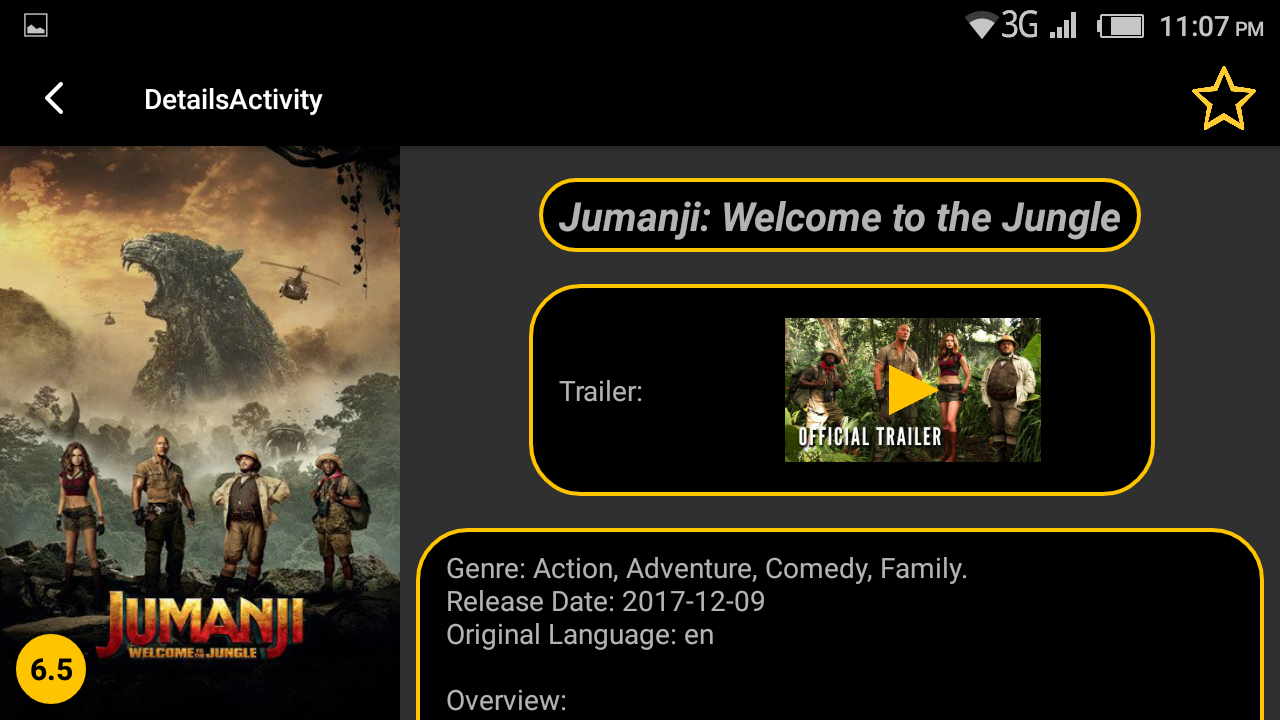 3G 11:07 PM
DetailsActivity
Jumanji: Welcome to the Jungle
Trailer:
OFFICIAL TRAILER
Genre: Action, Adventure, Comedy, Family.
Release Date: 2017-12-09
Original Language: en
Overview:
JUMANJI
WELCOME TO THE JUNGLE
6.5